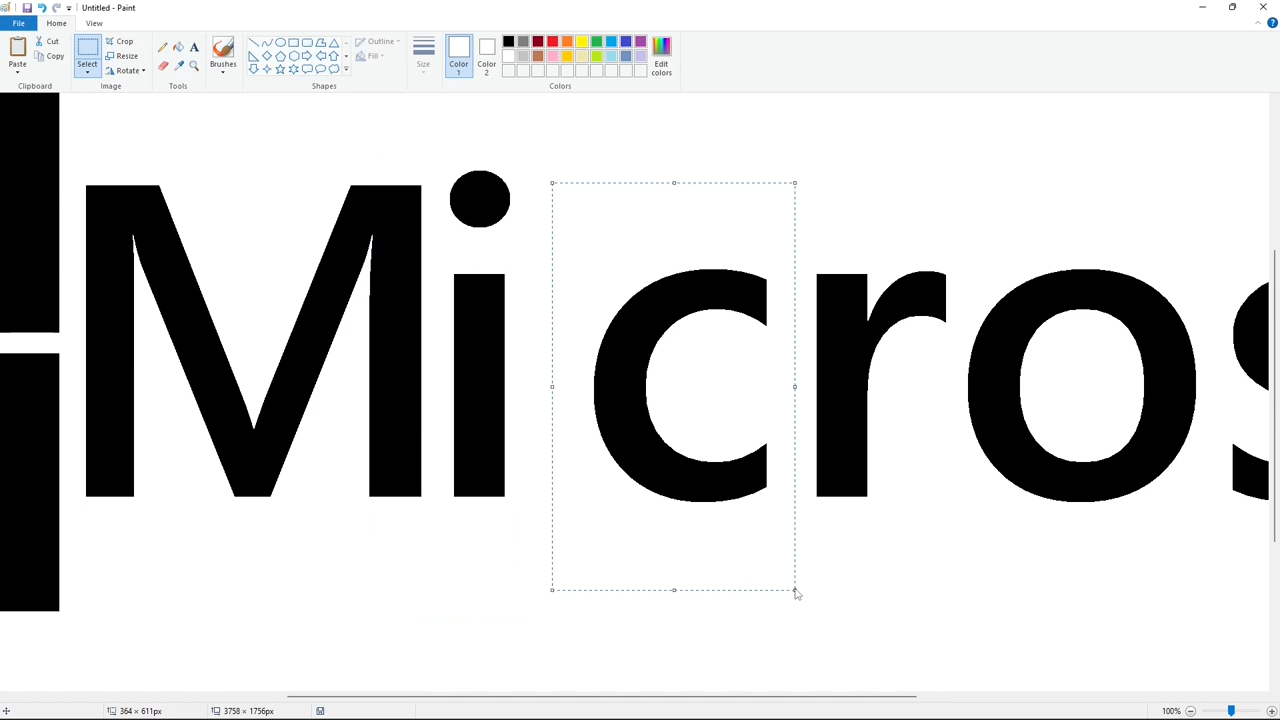 Untitled - Paint
File Home View
Cut Crop Outline
Paste Copy Select Resize Brushes Fill Size Color Color Edit
Rotate 1 2 colors
Clipboard Image Tools Shapes Colors
Micros
364 × 611px 3758 × 1756px 100%